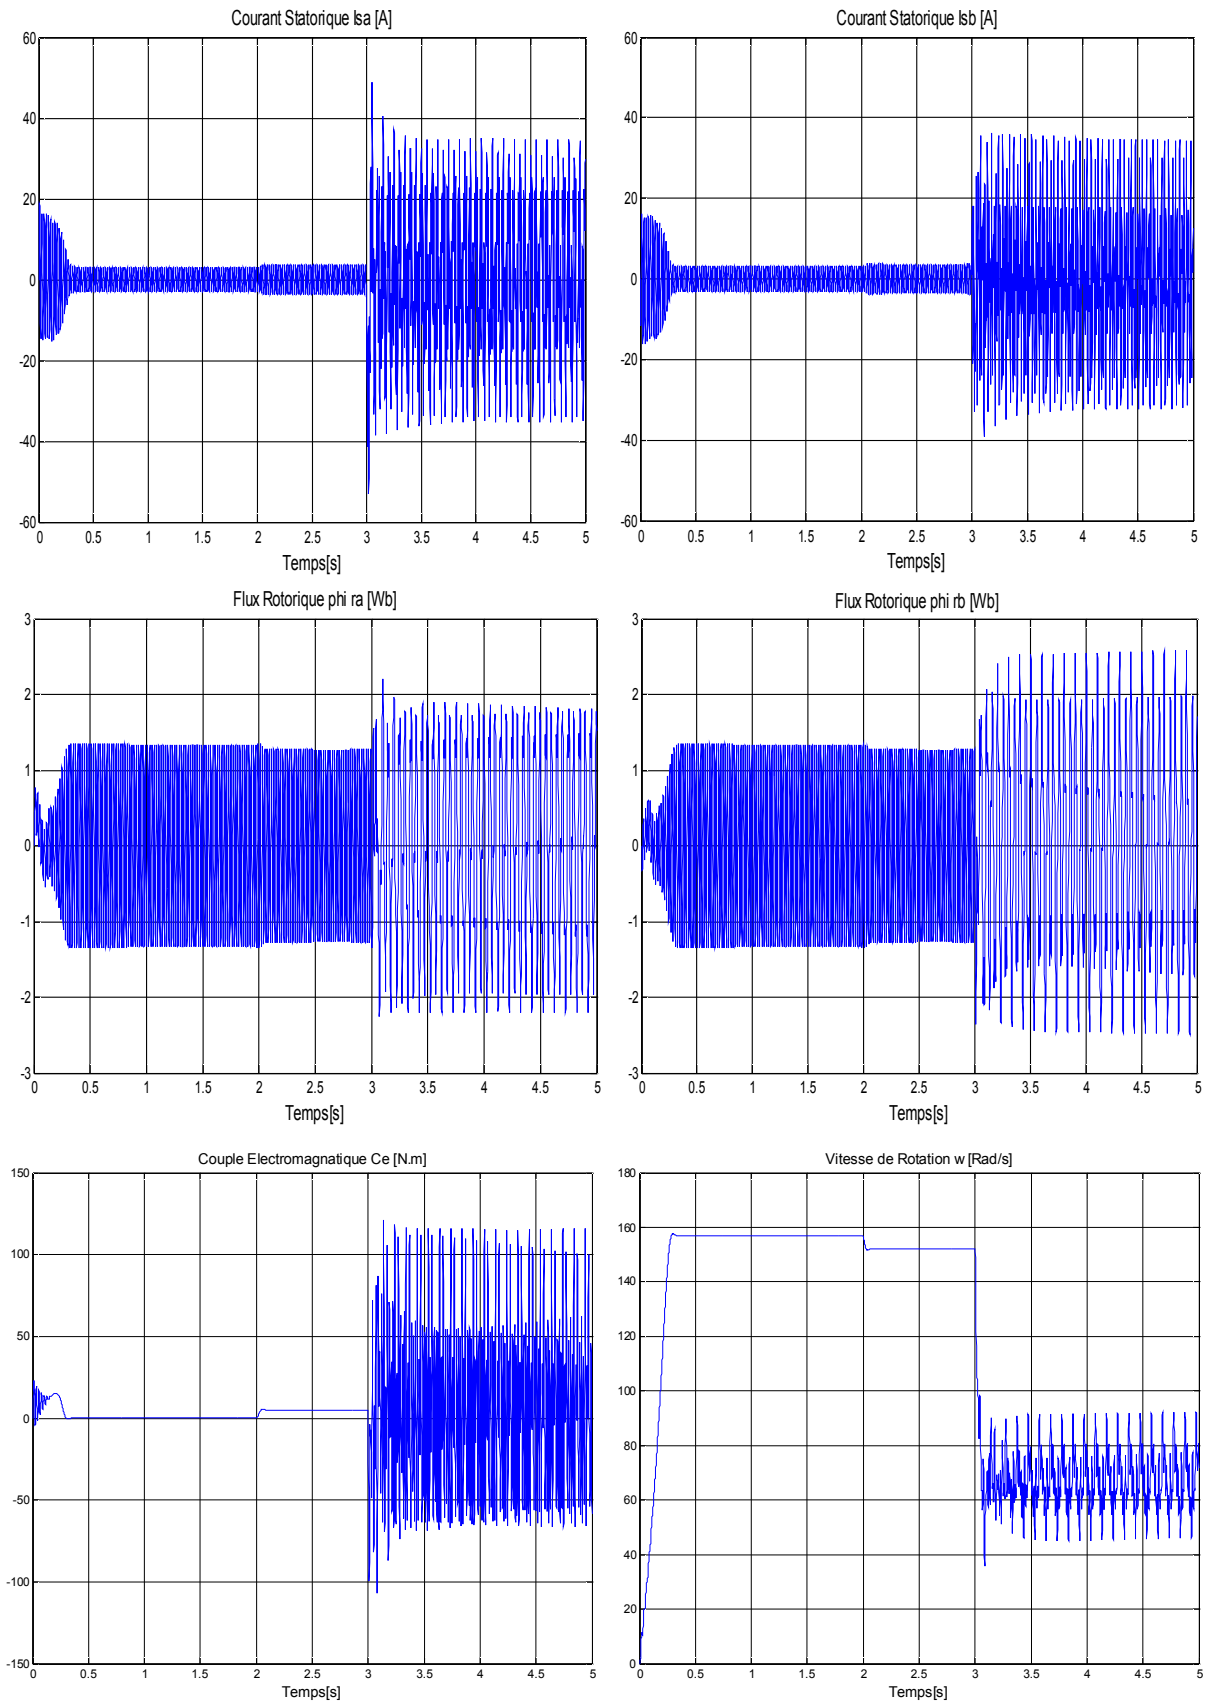 Courant Statorique Isa [A]
60
40
20
0
-20
-40
-60
0 0.5 1 1.5 2 2.5 3 3.5 4 4.5 5
Temps[s]
Courant Statorique Isb [A]
60
40
20
0
-20
-40
-60
0 0.5 1 1.5 2 2.5 3 3.5 4 4.5 5
Temps[s]
Flux Rotorique phi ra [Wb]
3
2
1
0
-1
-2
-3
0 0.5 1 1.5 2 2.5 3 3.5 4 4.5 5
Temps[s]
Flux Rotorique phi rb [Wb]
3
2
1
0
-1
-2
-3
0 0.5 1 1.5 2 2.5 3 3.5 4 4.5 5
Temps[s]
Couple Electromagnatique Ce [N.m]
150
100
50
0
-50
-100
-150
0 0.5 1 1.5 2 2.5 3 3.5 4 4.5 5
Temps[s]
Vitesse de Rotation w [Rad/s]
180
160
140
120
100
80
60
40
20
0
0 0.5 1 1.5 2 2.5 3 3.5 4 4.5 5
Temps[s]